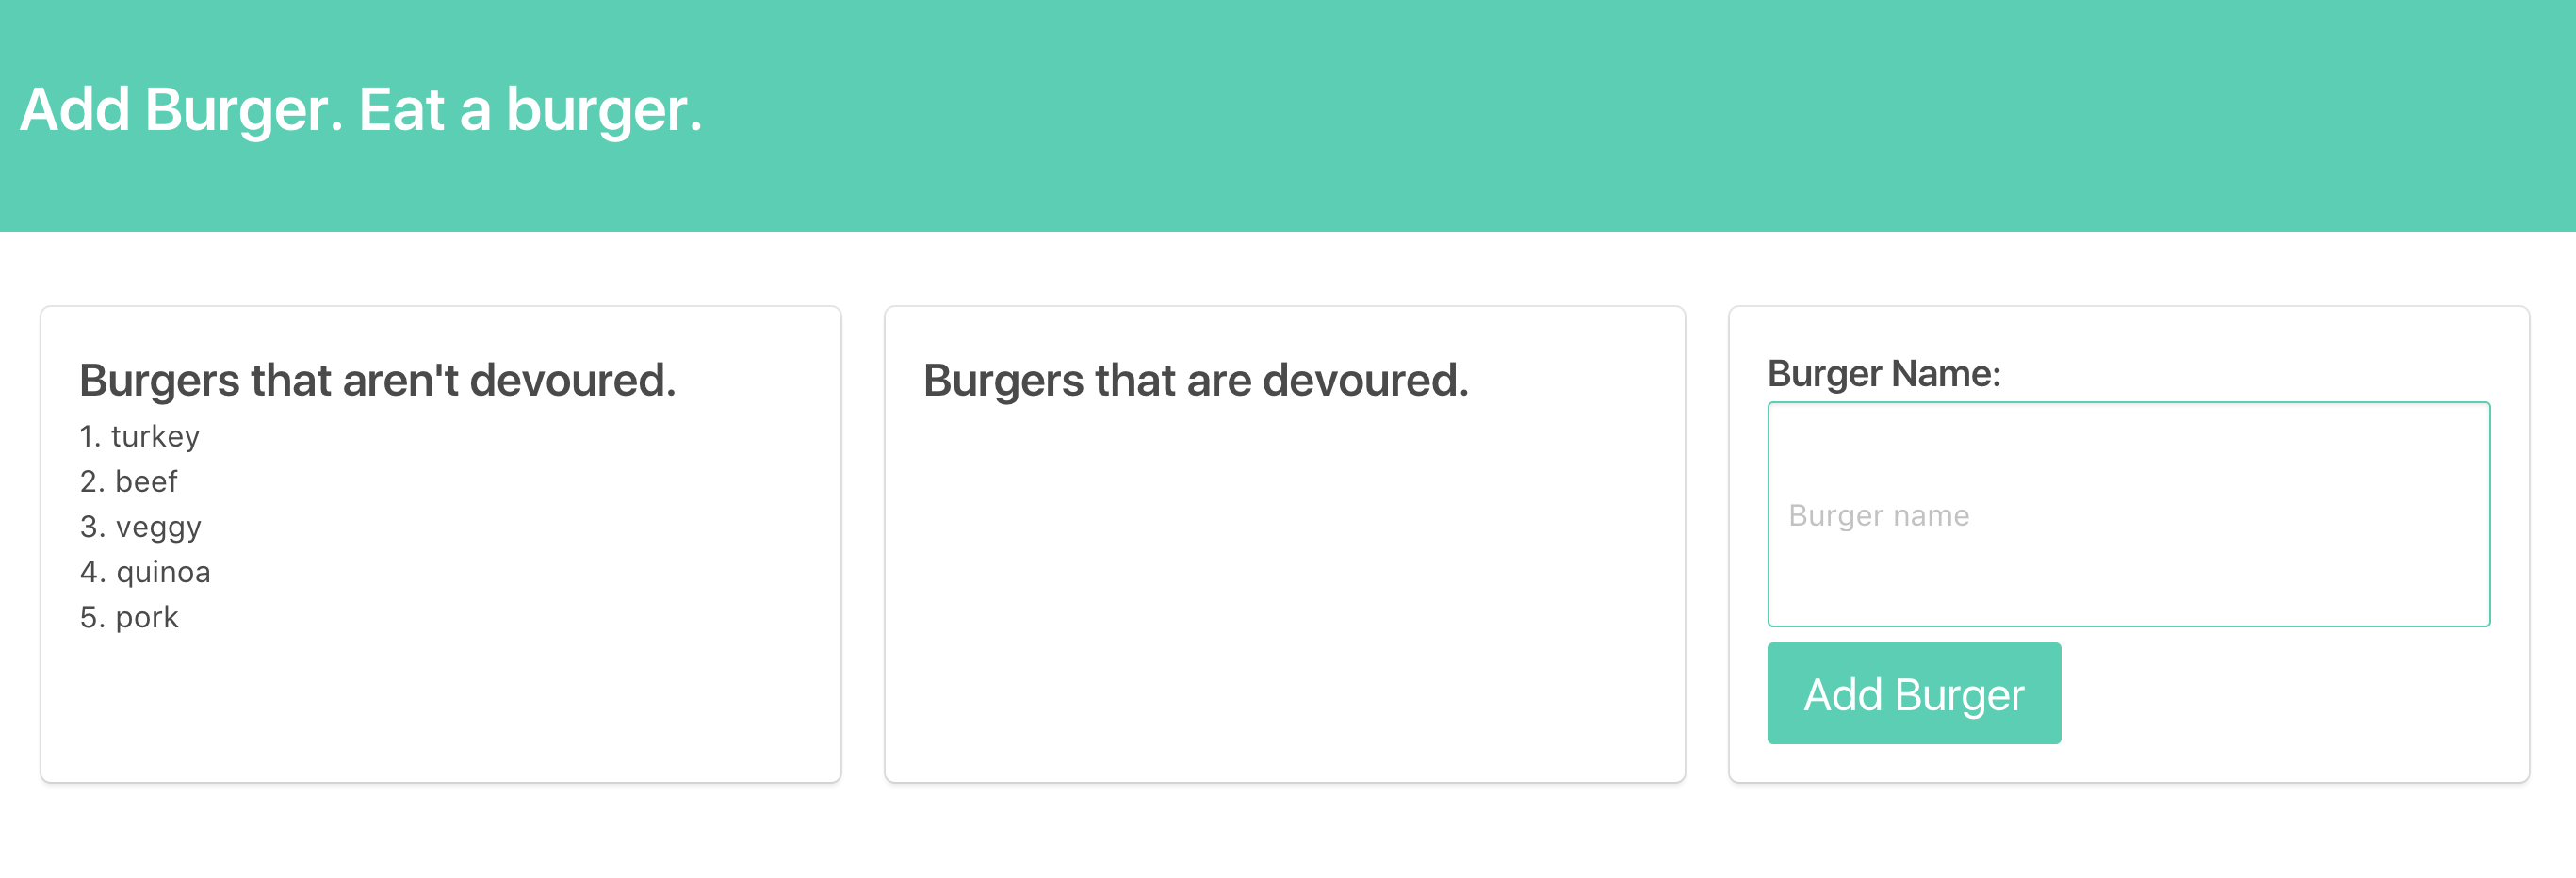 Add Burger. Eat a burger.
Burgers that aren't devoured.
1. turkey
2. beef
3. veggy
4. quinoa
5. pork
Burgers that are devoured.
Burger Name:
Burger name
Add Burger